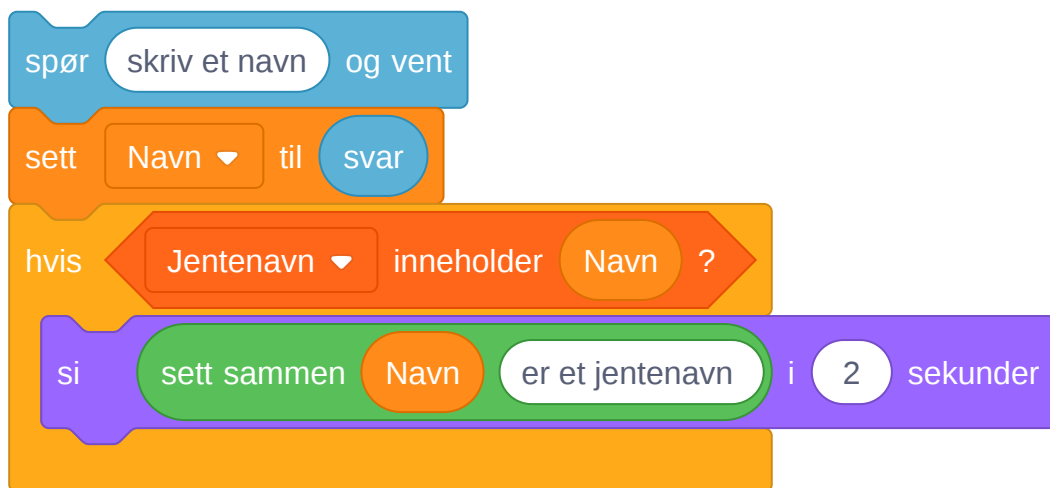 spør skriv et navn og vent
sett Navn til svar
hvis Jentenavn inneholder Navn ?
si sett sammen Navn er et jentenavn i 2 sekunder